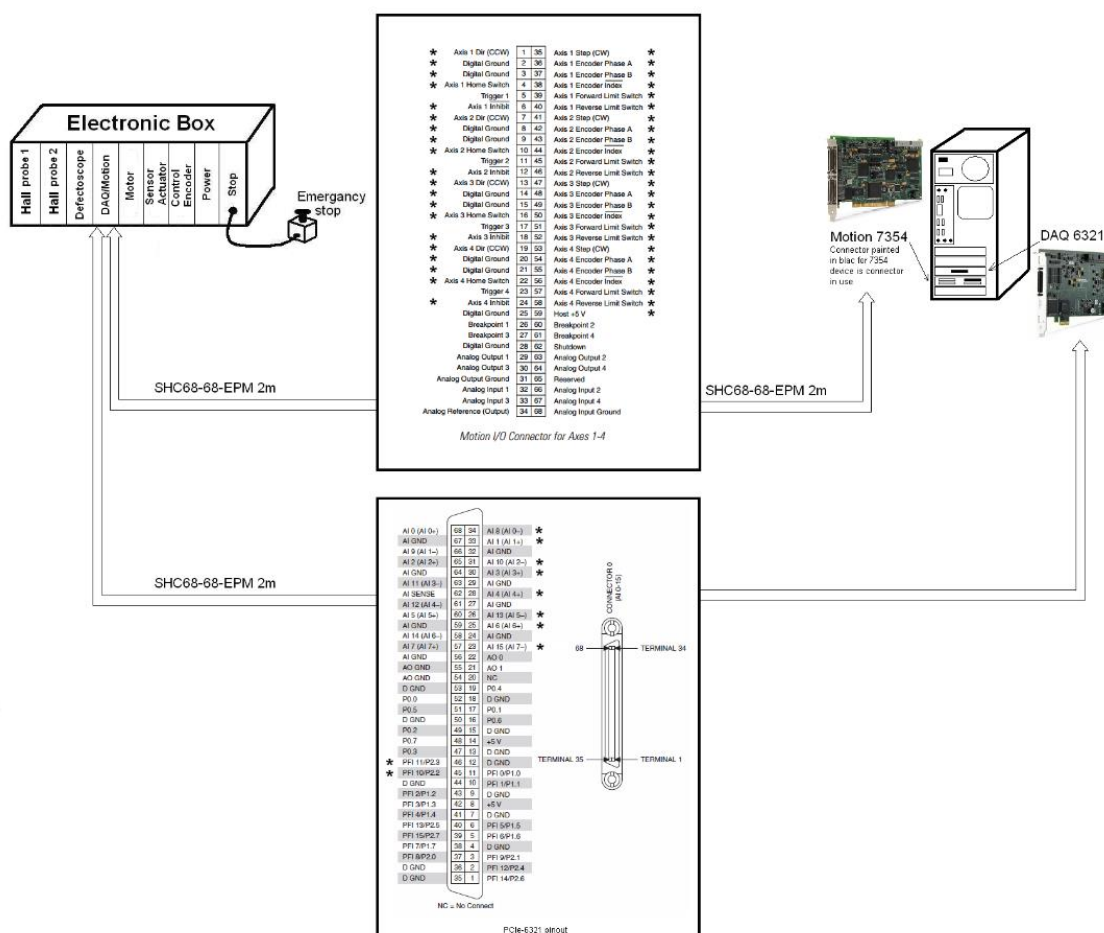 Electronic Box
Hall probe 1
Hall probe 2
Defectoscope
DAQ/Motion
Motor
Sensor
Actuator
Control
Encoder
Power
Stop
Emergancy
stop
* Axis 1 Dir (CCW) 1 35 Axis 1 Step (CW) *
* Digital Ground 2 36 Axis 1 Encoder Phase A *
* Digital Ground 3 37 Axis 1 Encoder Phase B *
* Axis 1 Home Switch 4 38 Axis 1 Encoder Index *
Trigger 1 5 39 Axis 1 Forward Limit Switch *
* Axis 1 Inhibit 6 40 Axis 1 Reverse Limit Switch *
* Axis 2 Dir (CCW) 7 41 Axis 2 Step (CW) *
* Digital Ground 8 42 Axis 2 Encoder Phase A *
* Digital Ground 9 43 Axis 2 Encoder Phase B *
* Axis 2 Home Switch 10 44 Axis 2 Encoder Index *
Trigger 2 11 45 Axis 2 Forward Limit Switch *
* Axis 2 Inhibit 12 46 Axis 2 Reverse Limit Switch *
* Axis 3 Dir (CCW) 13 47 Axis 3 Step (CW) *
* Digital Ground 14 48 Axis 3 Encoder Phase A *
* Digital Ground 15 49 Axis 3 Encoder Phase B *
* Axis 3 Home Switch 16 50 Axis 3 Encoder Index *
Trigger 3 17 51 Axis 3 Forward Limit Switch *
* Axis 3 Inhibit 18 52 Axis 3 Reverse Limit Switch *
* Axis 4 Dir (CCW) 19 53 Axis 4 Step (CW) *
* Digital Ground 20 54 Axis 4 Encoder Phase A *
* Digital Ground 21 55 Axis 4 Encoder Phase B *
* Axis 4 Home Switch 22 56 Axis 4 Encoder Index *
Trigger 4 23 57 Axis 4 Forward Limit Switch *
* Axis 4 Inhibit 24 58 Axis 4 Reverse Limit Switch *
Digital Ground 25 59 Host +5 V *
Breakpoint 1 26 60 Breakpoint 2
Breakpoint 3 27 61 Breakpoint 4
Digital Ground 28 62 Shutdown
Analog Output 1 29 63 Analog Output 2
Analog Output 3 30 64 Analog Output 4
Analog Output Ground 31 65 Reserved
Analog Input 1 32 66 Analog Input 2
Analog Input 3 33 67 Analog Input 4
Analog Reference (Output) 34 68 Analog Input Ground
Motion I/O Connector for Axes 1-4
SHC68-68-EPM 2m
SHC68-68-EPM 2m
Motion 7354
Connector painted
in blac for 7354
device is connector
in use
DAQ 6321
SHC68-68-EPM 2m
AI 0 (AI 0+) 68 34 AI 8 (AI 0–) *
AI GND 67 33 AI 1 (AI 1+) *
AI 9 (AI 1–) 66 32 AI GND
AI 2 (AI 2+) 65 31 AI 10 (AI 2–) *
AI GND 64 30 AI 3 (AI 3+) *
AI 11 (AI 3–) 63 29 AI GND
AI SENSE 62 28 AI 4 (AI 4+) *
AI 12 (AI 4–) 61 27 AI GND
AI 5 (AI 5+) 60 26 AI 13 (AI 5–) *
AI GND 59 25 AI 6 (AI 6+) *
AI 14 (AI 6–) 58 24 AI GND
AI 7 (AI 7+) 57 23 AI 15 (AI 7–) *
AI GND 56 22 AO 0
AO GND 55 21 AO 1
AO GND 54 20 NC
D GND 53 19 P0.4
P0.0 52 18 D GND
P0.5 51 17 P0.1
D GND 50 16 P0.6
P0.2 49 15 D GND
P0.7 48 14 +5 V
P0.3 47 13 D GND
* PFI 11/P2.3 46 12 D GND
* PFI 10/P2.2 45 11 PFI 0/P1.0
D GND 44 10 PFI 1/P1.1
PFI 2/P1.2 43 9 D GND
PFI 3/P1.3 42 8 +5 V
PFI 4/P1.4 41 7 D GND
PFI 13/P2.5 40 6 PFI 5/P1.5
PFI 15/P2.7 39 5 PFI 6/P1.6
PFI 7/P1.7 38 4 D GND
PFI 8/P2.0 37 3 PFI 9/P2.1
D GND 36 2 PFI 12/P2.4
D GND 35 1 PFI 14/P2.6
NC = No Connect
CONNECTOR 0
(AI 0-15)
68
TERMINAL 34
TERMINAL 35
TERMINAL 1
PCIe-6321 pinout